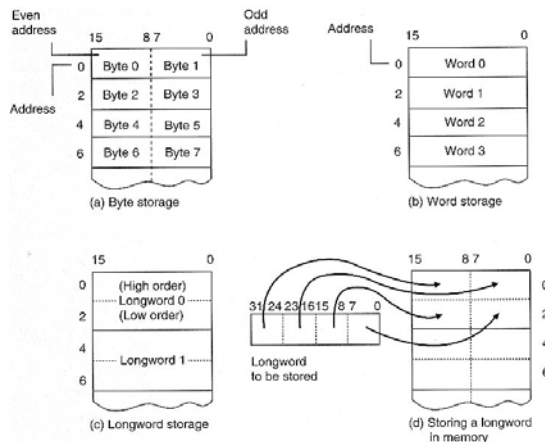 Even address
Odd address
15 8 7 0
Address
0 Byte 0 Byte 1
2 Byte 2 Byte 3
4 Byte 4 Byte 5
6 Byte 6 Byte 7
(a) Byte storage
Address
15 0
0 Word 0
2 Word 1
4 Word 2
6 Word 3
(b) Word storage
15 0
0 (High order)
Longword 0
2 (Low order)
4
Longword 1
6
(c) Longword storage
31 24 23 16 15 8 7 0
Longword
to be stored
15 8 7 0
0
2
4
6
(d) Storing a longword
in memory